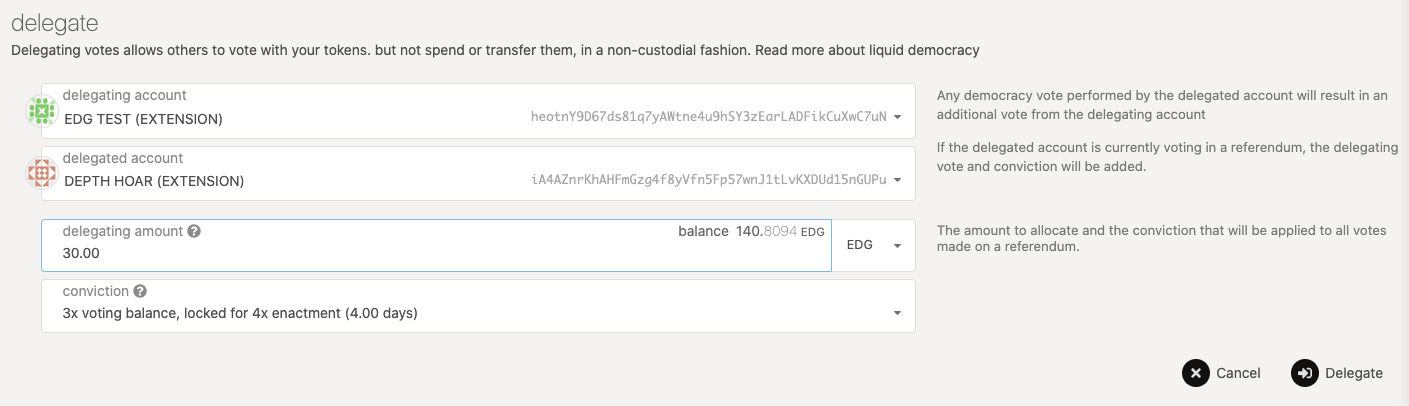 delegate
Delegating votes allows others to vote with your tokens. but not spend or transfer them, in a non-custodial fashion. Read more about liquid democracy
delegating account
EDG TEST (EXTENSION) heotnY9D67ds81q7yAWtne4u9hSY3zEarLADFikCuXwC7uN
Any democracy vote performed by the delegated account will result in an
additional vote from the delegating account
delegated account
DEPTH HOAR (EXTENSION) iA4AZnrKhAHFmGzg4f8yVfn5Fp57wnJ1tLvKXDUd15nGUPu
If the delegated account is currently voting in a referendum, the delegating
vote and conviction will be added.
delegating amount balance 140.8094 EDG
30.00
EDG
The amount to allocate and the conviction that will be applied to all votes
made on a referendum.
conviction
3x voting balance, locked for 4x enactment (4.00 days)
Cancel Delegate